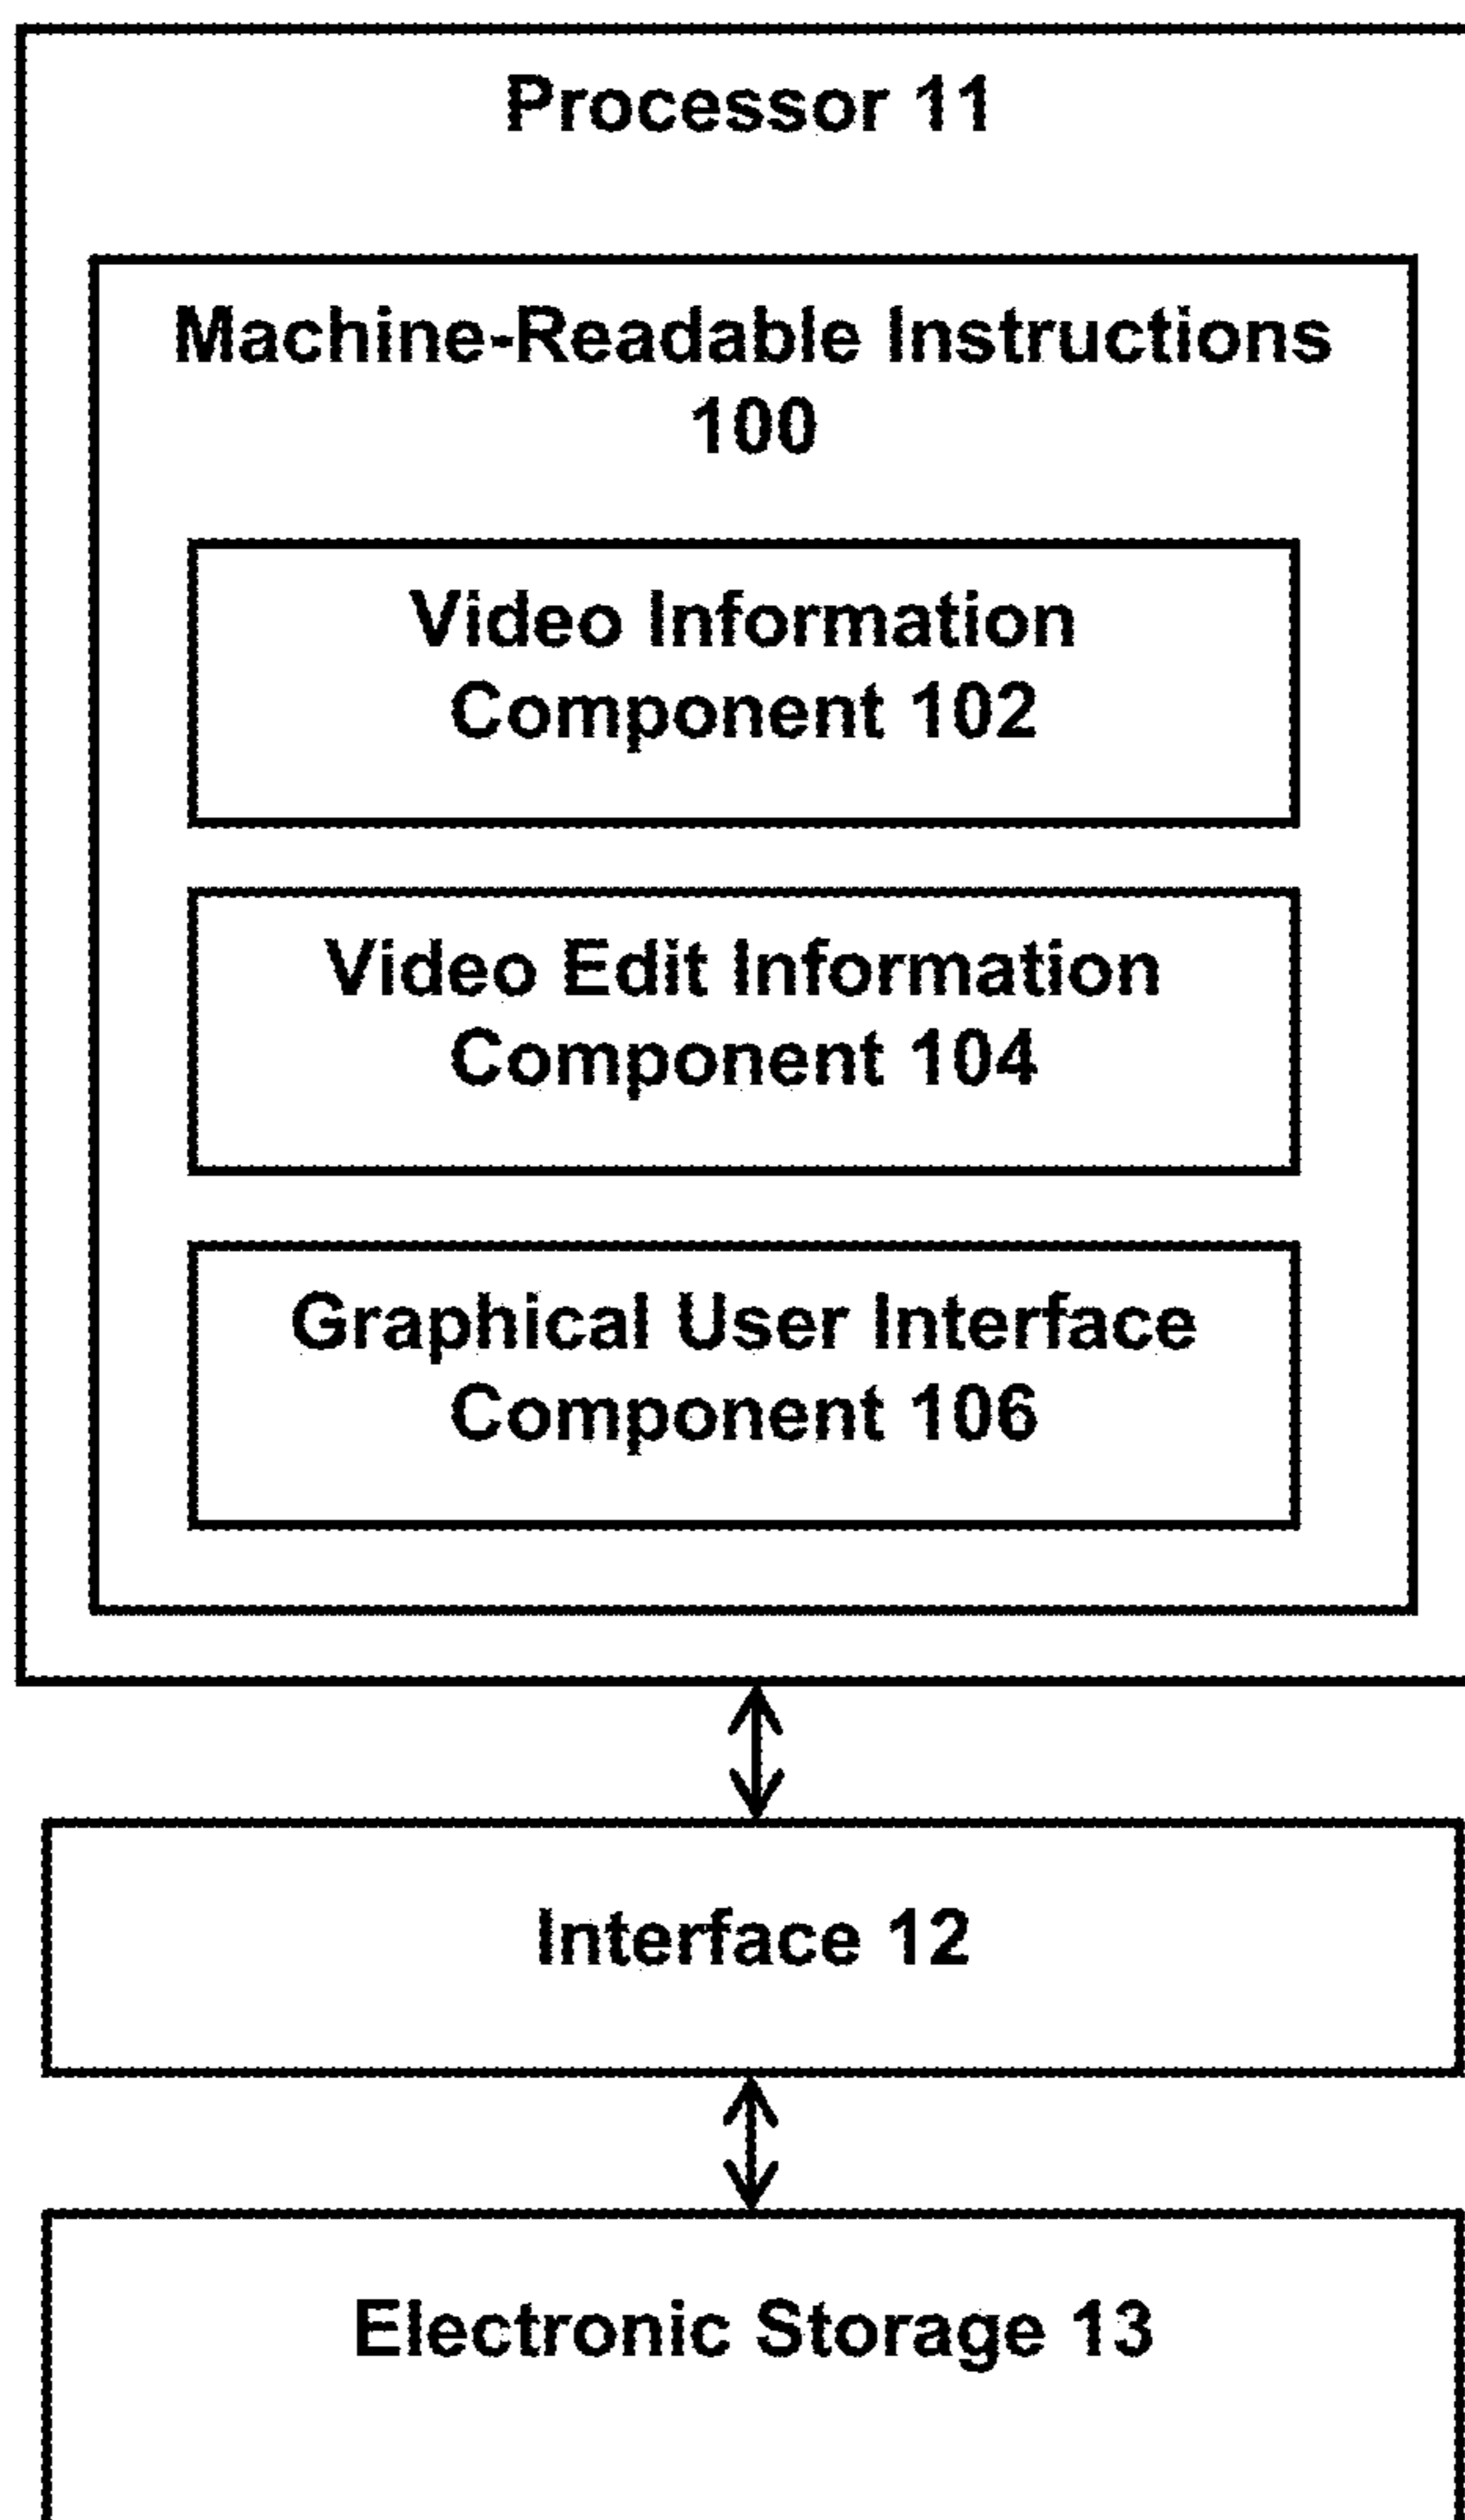 Processor 11
Machine-Readable Instructions
100
Video Information
Component 102
Video Edit Information
Component 104
Graphical User Interface
Component 106
Interface 12
Electronic Storage 13